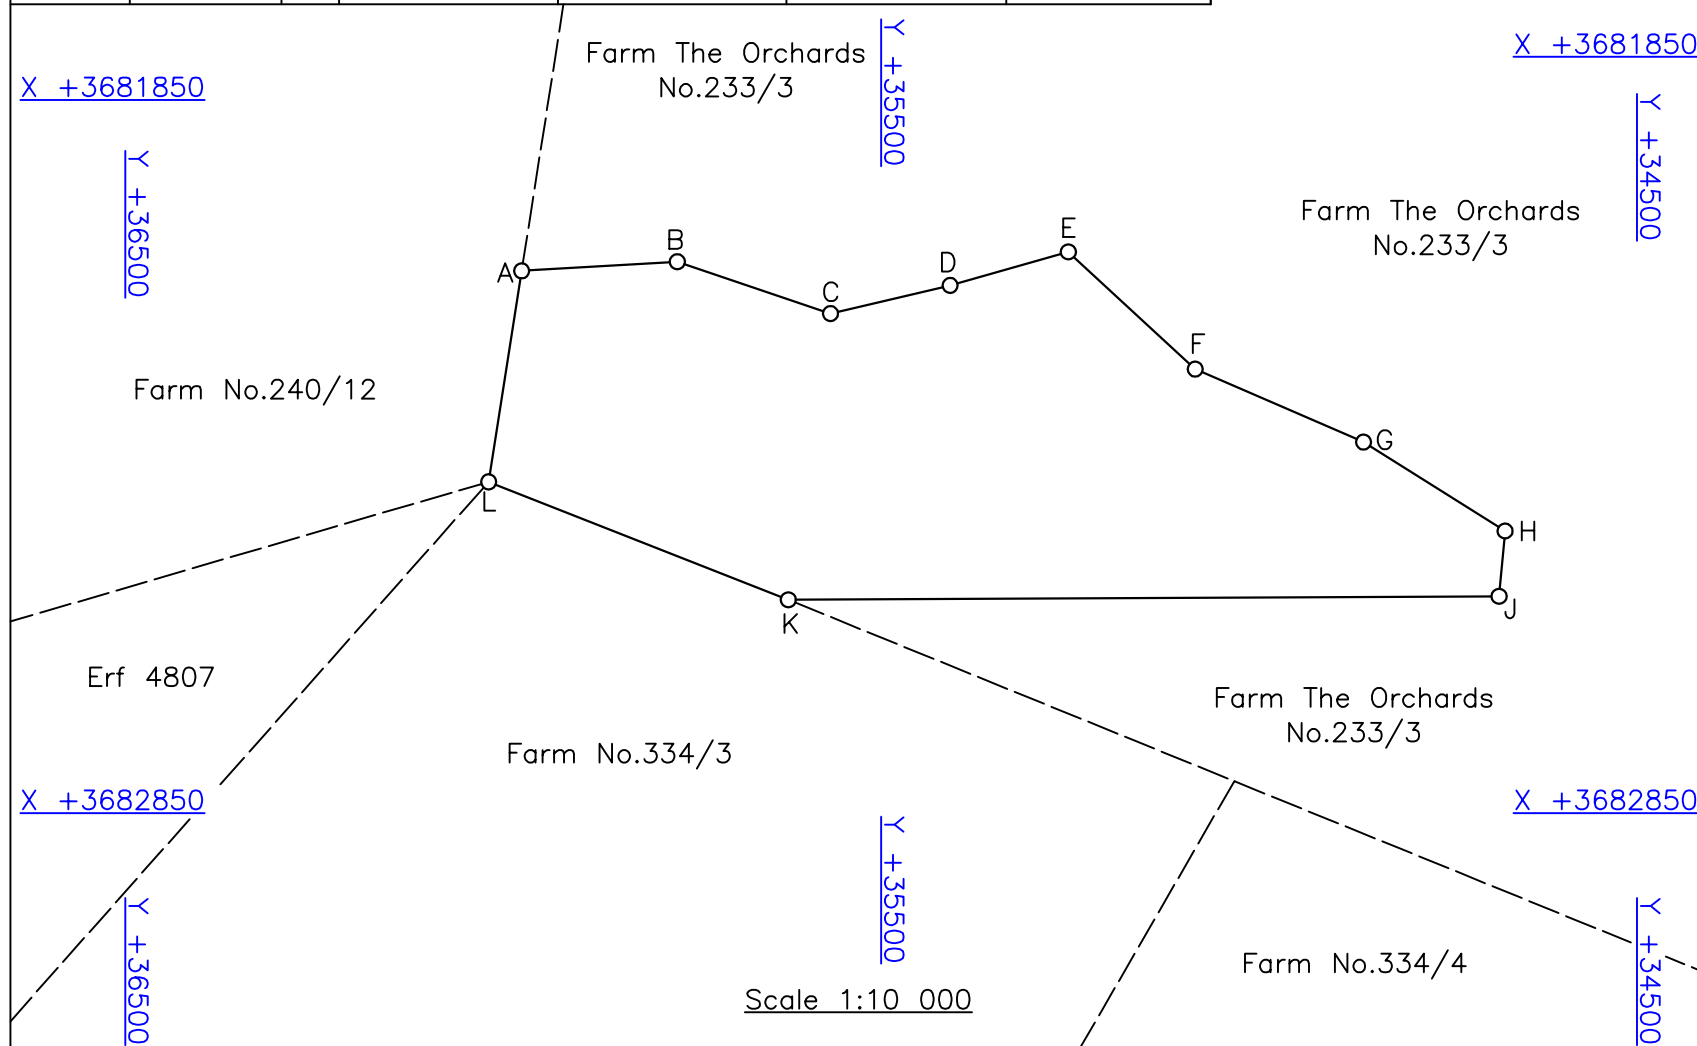 Farm The Orchards
No.233/3
Y +35500
X +3681850
X +3681850
Y +36500
Y +34500
Farm The Orchards
No.233/3
A
B
C
D
E
F
G
H
J
K
L
Farm No.240/12
Erf 4807
Farm No.334/3
Farm The Orchards
No.233/3
X +3682850
X +3682850
Y +36500
Y +35500
Y +34500
Farm No.334/4
Scale 1:10 000